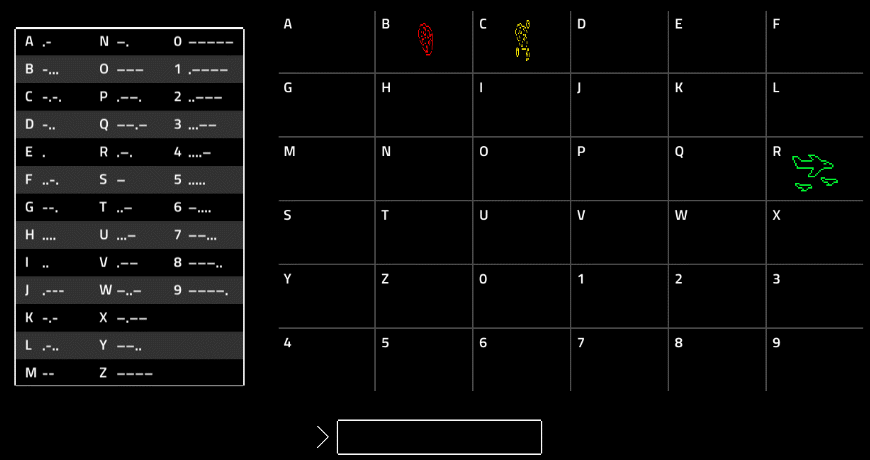 A .- N –. 0 –––––
B -... O ––– 1 .––––
C -.-. P .––. 2 ..–––
D -.. Q ––.– 3 ...––
E . R .–. 4 ....–
F ..-. S – 5 .....
G --. T ..– 6 –....
H .... U ...– 7 ––...
I .. V .–– 8 –––..
J .--- W –..– 9 ––––.
K -.- X –.––
L .-.. Y ––..
M -- Z ––––
A B C D E F
G H I J K L
M N O P Q R
S T U V W X
Y Z 0 1 2 3
4 5 6 7 8 9